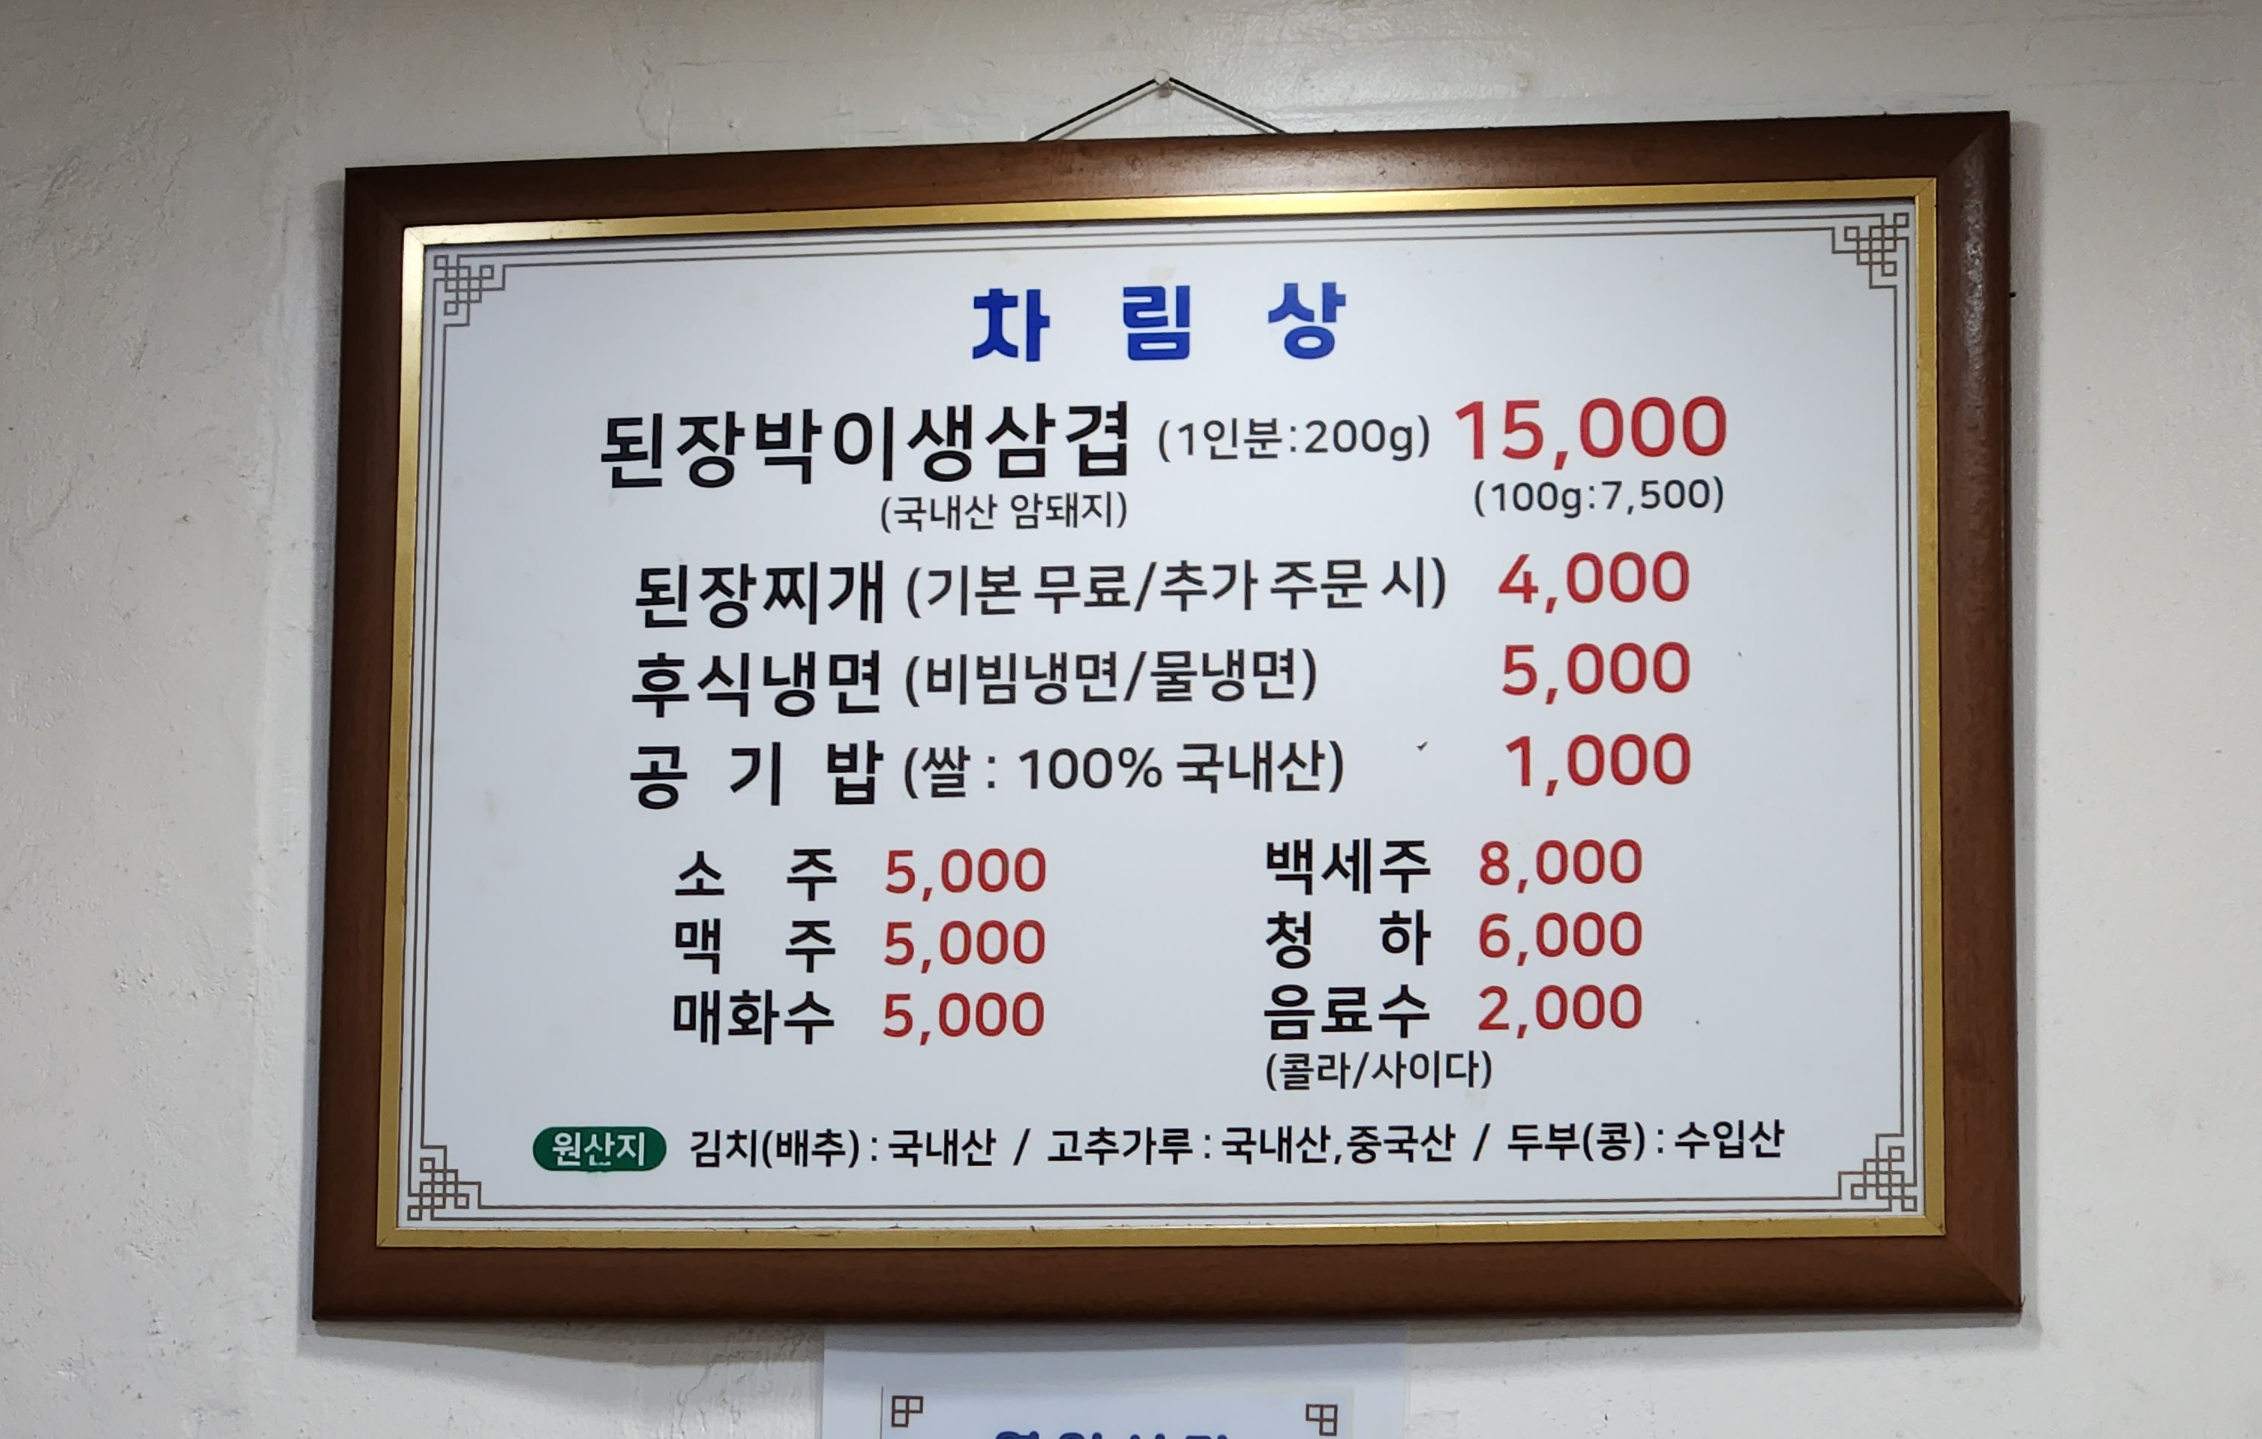 차림상
된장박이생삼겹 (1인분:200g) 15,000
(국내산 암돼지) (100g:7,500)
된장찌개 (기본 무료/추가 주문 시) 4,000
후식냉면 (비빔냉면/물냉면) 5,000
공기밥 (쌀 : 100% 국내산) 1,000
소주 5,000 백세주 8,000
맥주 5,000 청하 6,000
매화수 5,000 음료수 2,000
(콜라/사이다)
원산지 김치(배추) : 국내산 / 고추가루 : 국내산,중국산 / 두부(콩) : 수입산